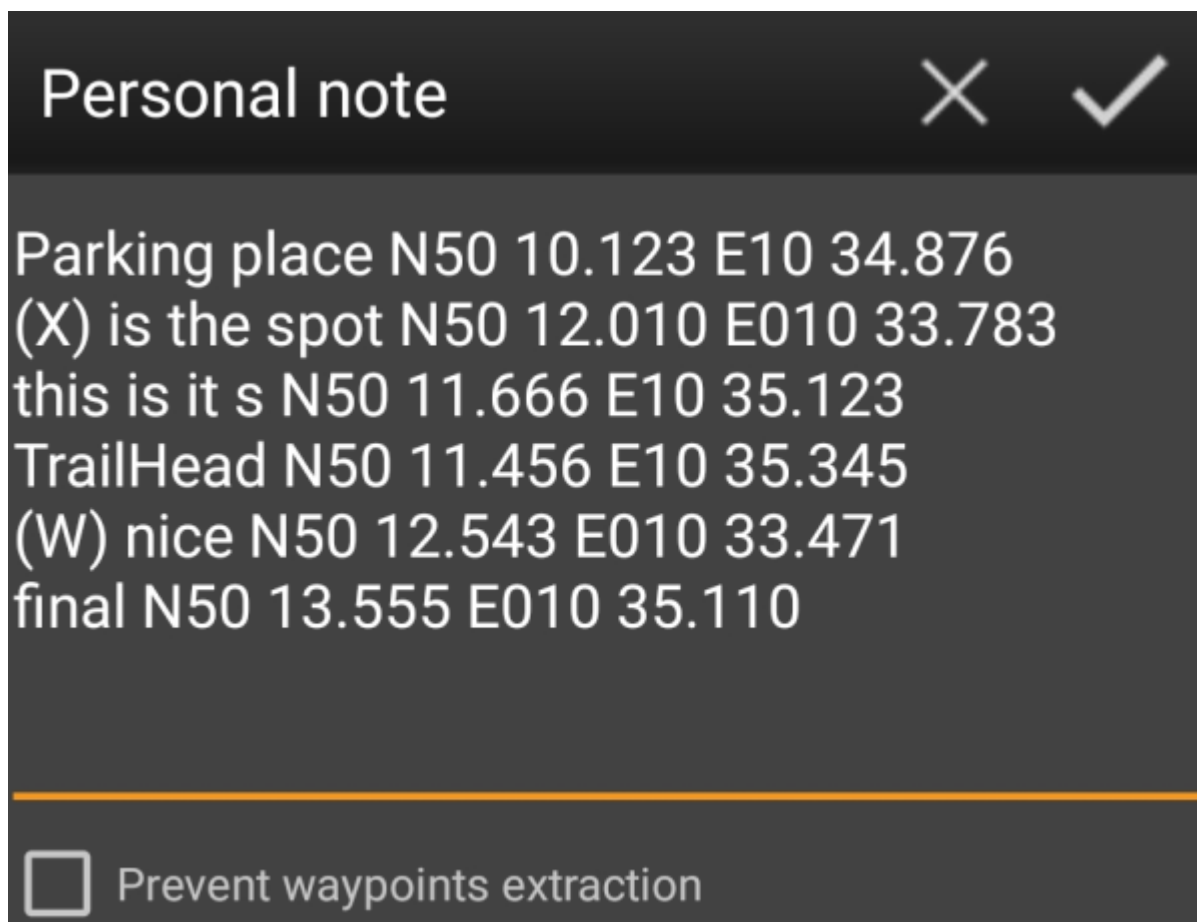 Personal note
Parking place N50 10.123 E10 34.876
(X) is the spot N50 12.010 E010 33.783
this is it s N50 11.666 E10 35.123
TrailHead N50 11.456 E10 35.345
(W) nice N50 12.543 E010 33.471
final N50 13.555 E010 35.110
Prevent waypoints extraction